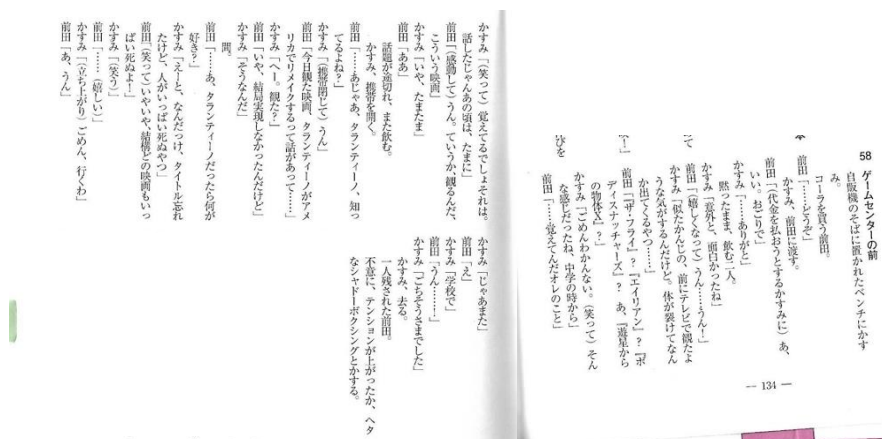 58 ゲームセンターの前
自販機のそばに置かれたベンチにかす
み。
コーラを買う前田。
前田「……どうぞ」
かすみ、前田に渡す。
前田「(代金を払おうとするかすみに)あ、
いい。おごりで」
かすみ「……ありがと」
黙ったまま、飲む二人。
かすみ「意外と、面白かったね」
前田「(嬉しくなって)うん……うん！」
かすみ「似たかんじの、前にテレビで観たよ
うな気がするんだけど。体が裂けてなん
か出てくるやつ……」
前田「『ザ・フライ』？『エイリアン』？『ボ
ディスナッチャーズ』？ あ、『遊星から
の物体X』？」
かすみ「ごめんわかんない。(笑って)そん
な感じだったね、中学の時から」
前田「……覚えてんだオレのこと」
— 134 —
って
ー！」
びを
かすみ「(笑って)覚えてるでしょそれは。
話したじゃんあの頃は、たまに」
前田「(感動して)うん。ていうか、観るんだ、
こういう映画」
かすみ「いや、たまたま」
前田「ああ」
話題が途切れ、また飲む。
かすみ、携帯を開く。
前田「……あじゃあ、タランティーノ、知っ
てるよね？」
かすみ「(携帯閉じて)うん」
前田「今日観た映画、タランティーノがアメ
リカでリメイクするって話があって……」
かすみ「へー。観た？」
前田「いや、結局実現しなかったんだけど」
かすみ「そうなんだ」
間。
前田「……あ、タランティーノだったら何が
好き？」
かすみ「えーと、なんだっけ、タイトル忘れ
たけど、人がいっぱい死ぬやつ」
前田「(笑って)いやいや、結構どの映画もいっ
ぱい死ぬよー！」
かすみ「(笑う)」
前田「……(嬉しい)」
かすみ「(立ち上がり)ごめん、行くわ」
前田「あ、うん」
かすみ「じゃあまた」
前田「え」
かすみ「学校で」
前田「うん……！」
かすみ「ごちそうさまでした」
かすみ、去る。
一人残された前田。
不意に、テンションが上がったか、ヘタ
なシャドーボクシングとかする。